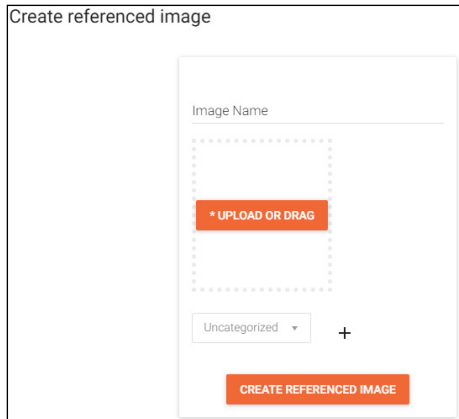 Create referenced image
Image Name
* UPLOAD OR DRAG
Uncategorized
CREATE REFERENCED IMAGE